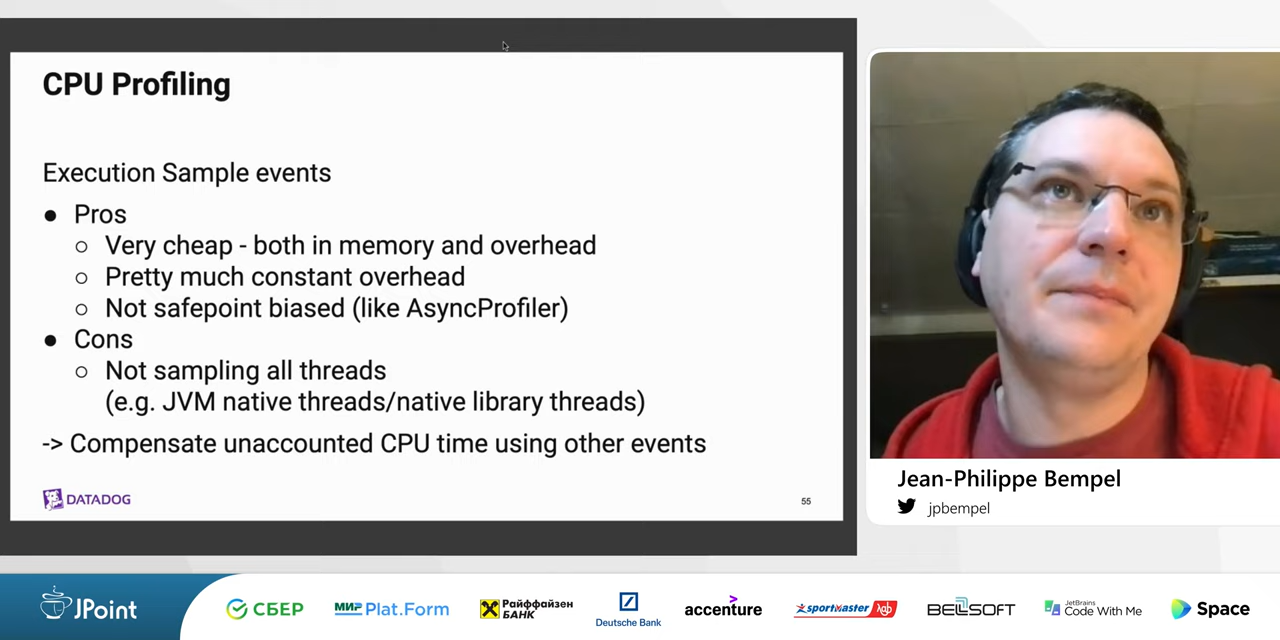 CPU Profiling
Execution Sample events
● Pros
○ Very cheap - both in memory and overhead
○ Pretty much constant overhead
○ Not safepoint biased (like AsyncProfiler)
● Cons
○ Not sampling all threads
(e.g. JVM native threads/native library threads)
-> Compensate unaccounted CPU time using other events
DATADOG
55
Jean-Philippe Bempel
jpbempel
JPoint
СБЕР
МИР Plat.Form
Райффайзен
БАНК
Deutsche Bank
accenture
sportmaster lab
BELLSOFT
JetBrains
Code With Me
Space